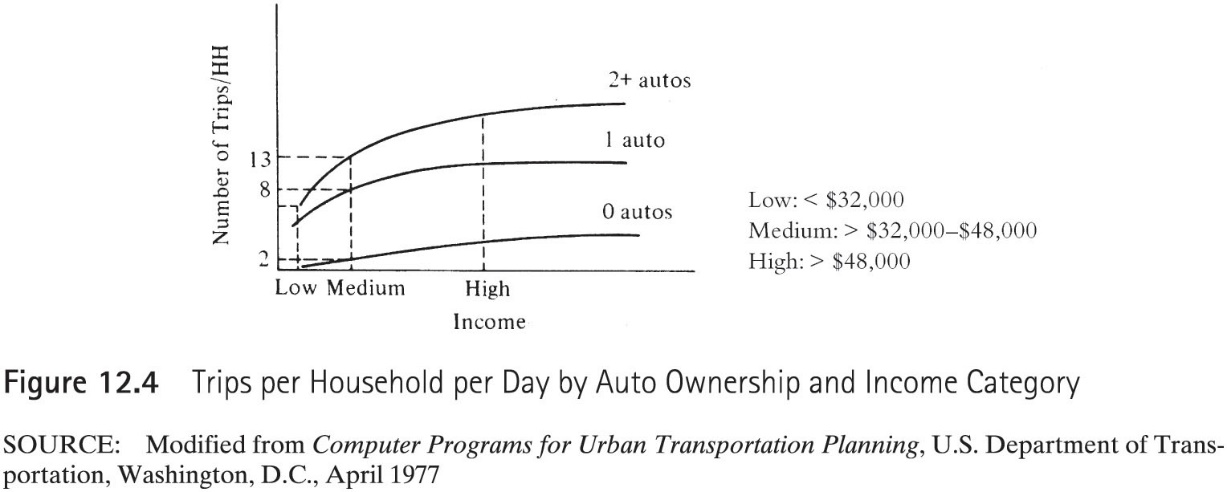 2+ autos
1 auto
0 autos
Number of Trips/HH
13
8
2
Low Medium High
Income
Low: < $32,000
Medium: > $32,000–$48,000
High: > $48,000
Figure 12.4 Trips per Household per Day by Auto Ownership and Income Category
SOURCE: Modified from Computer Programs for Urban Transportation Planning, U.S. Department of Trans-
portation, Washington, D.C., April 1977